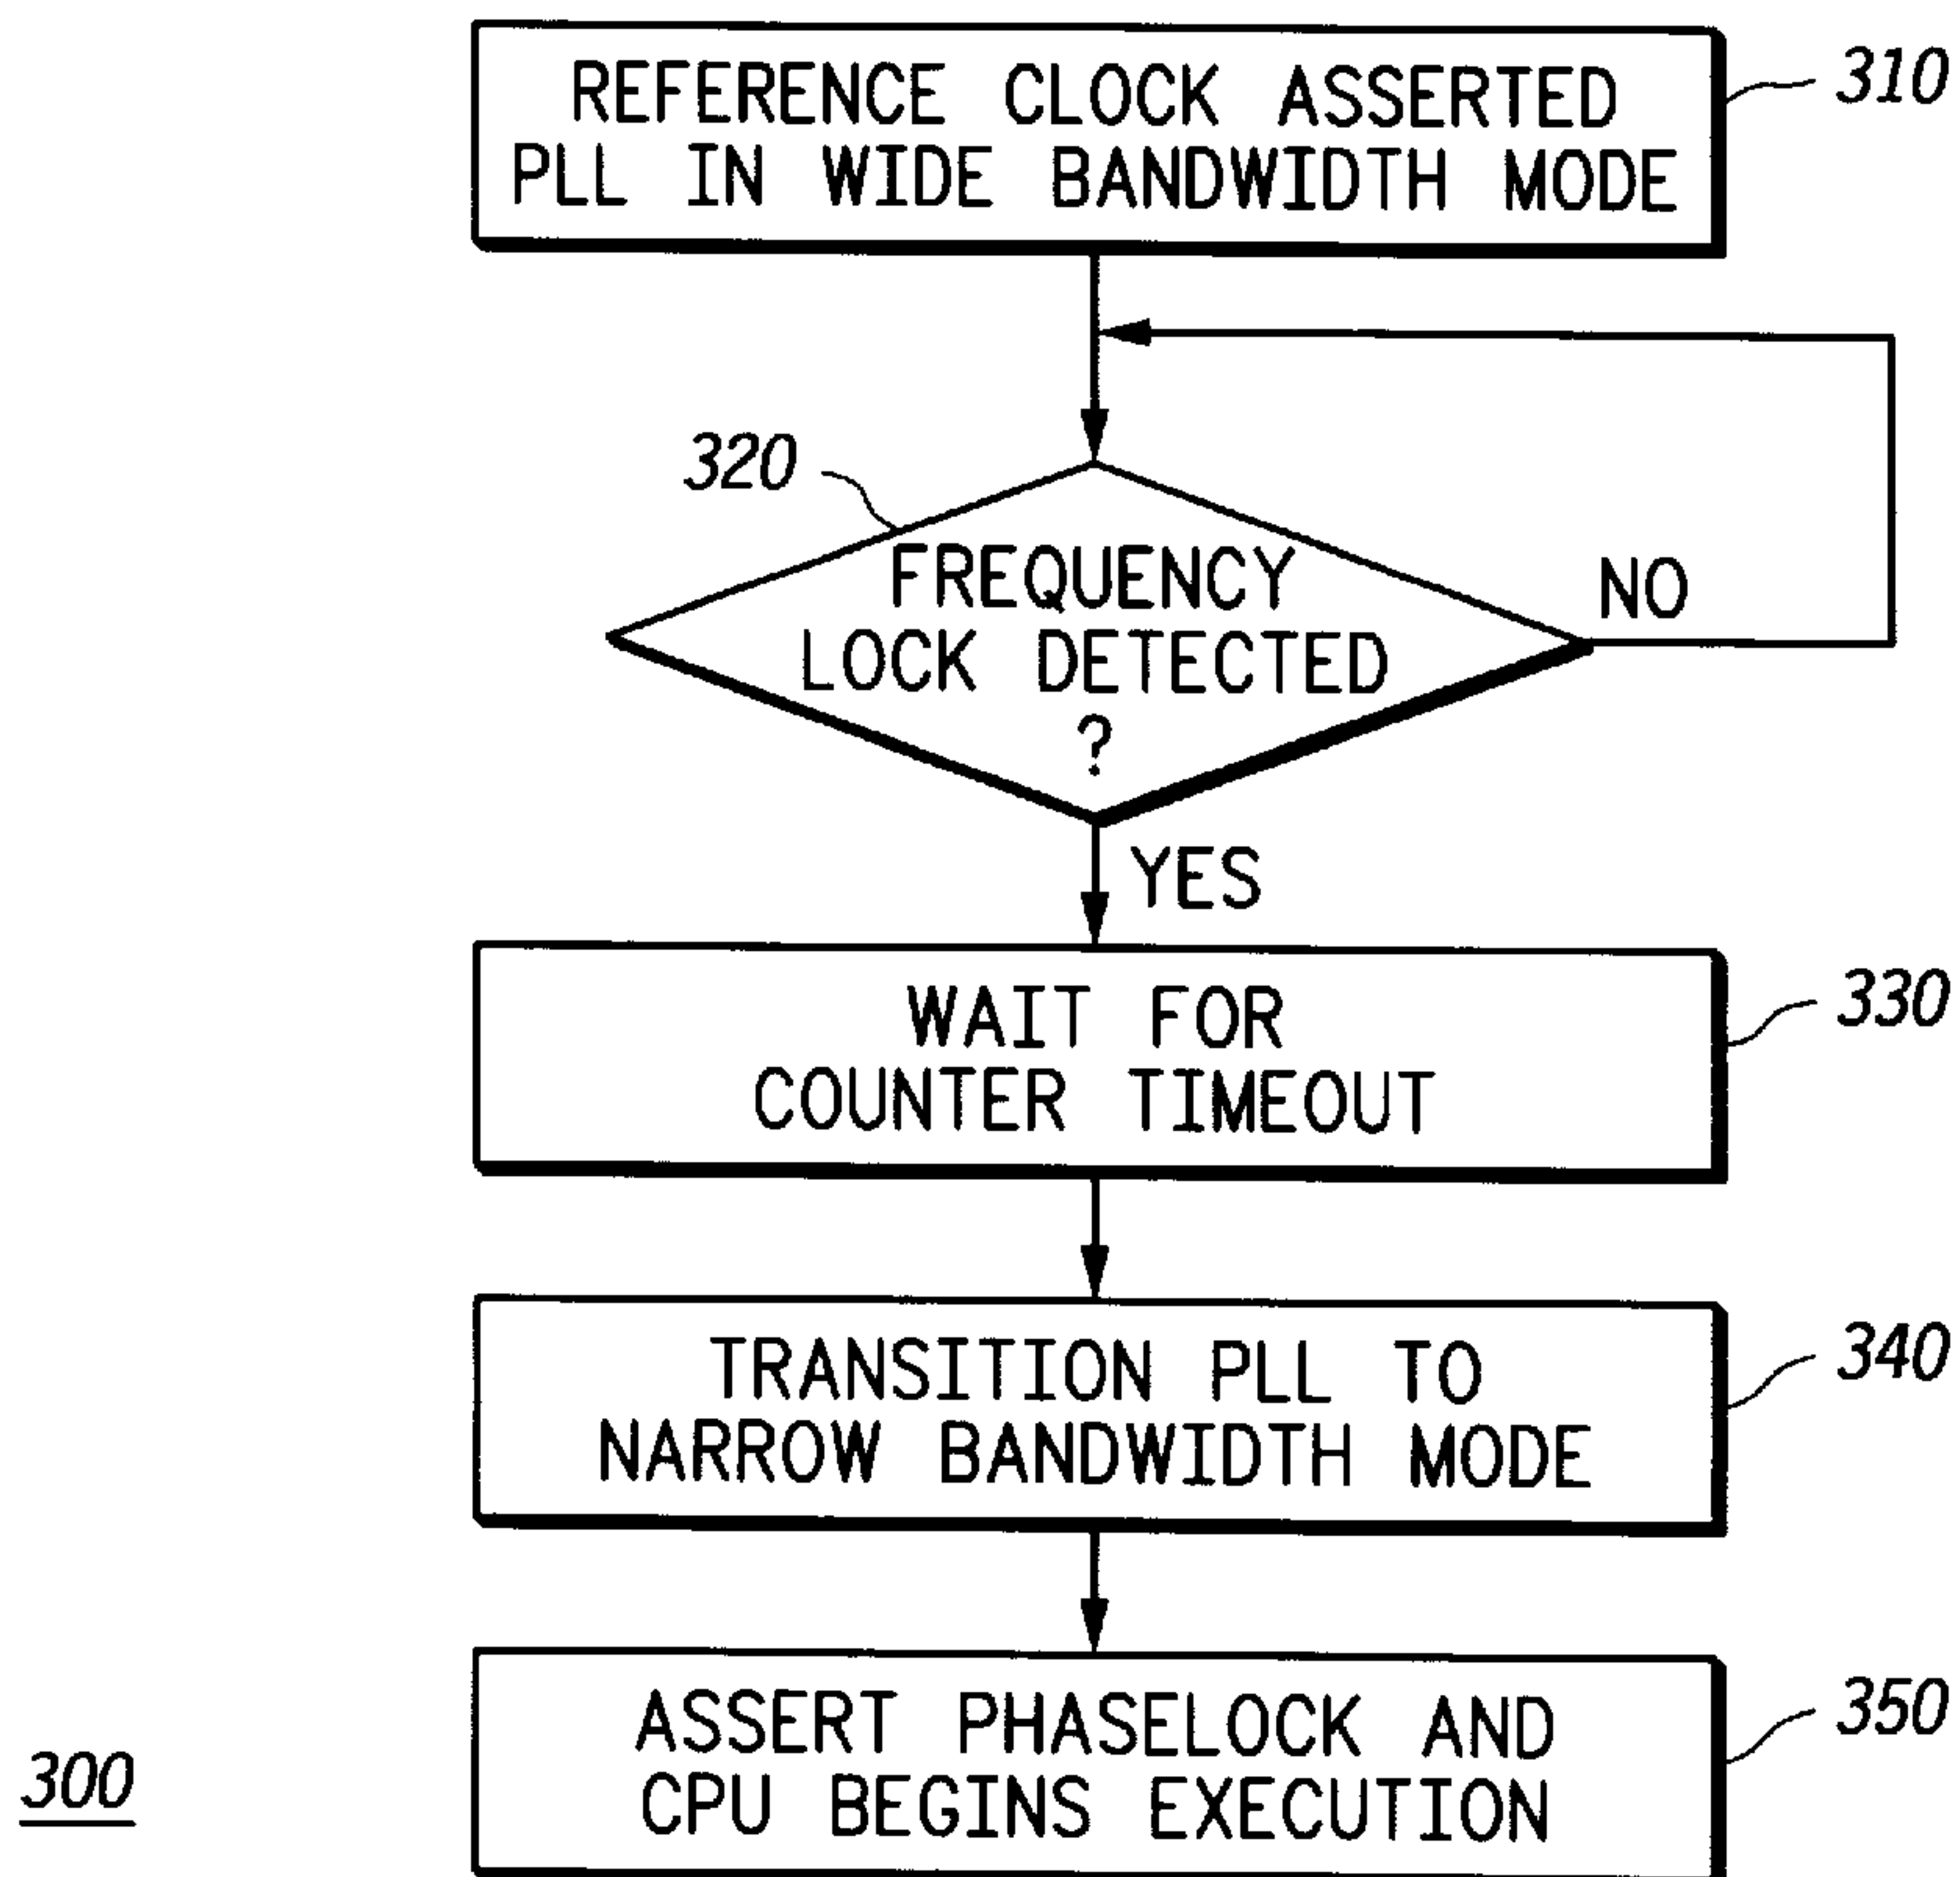 REFERENCE CLOCK ASSERTED
PLL IN WIDE BANDWIDTH MODE
310
320
FREQUENCY
LOCK DETECTED
?
NO
YES
WAIT FOR
COUNTER TIMEOUT
330
TRANSITION PLL TO
NARROW BANDWIDTH MODE
340
ASSERT PHASELOCK AND
CPU BEGINS EXECUTION
350
300